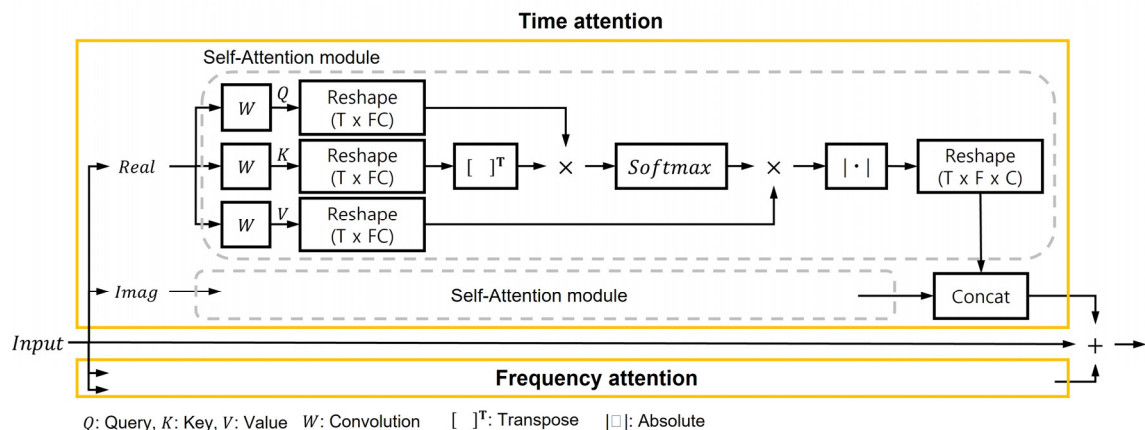 Time attention
Self-Attention module
W
Q
Reshape
(T x FC)
Real
W
K
Reshape
(T x FC)
[ ]ᵀ
×
Softmax
×
|·|
Reshape
(T x F x C)
W
V
Reshape
(T x FC)
Imag
Self-Attention module
Concat
Input
+
Frequency attention
Q: Query, K: Key, V: Value W: Convolution [ ]ᵀ: Transpose |□|: Absolute